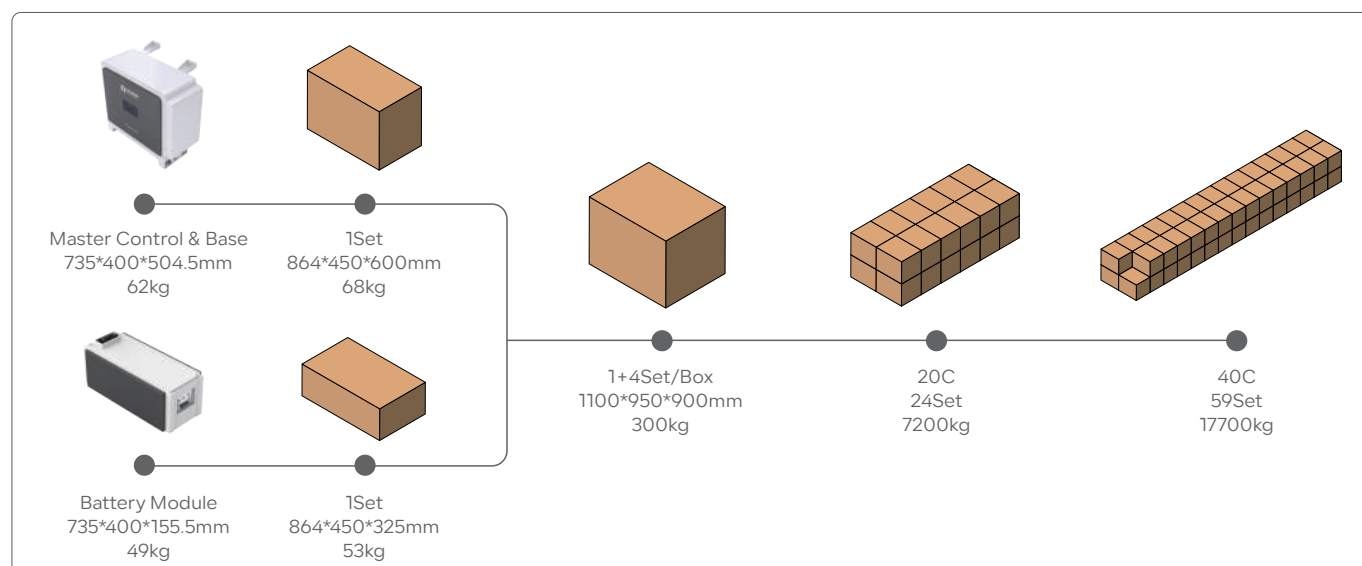 Master Control & Base
735*400*504.5mm
62kg
1Set
864*450*600mm
68kg
Battery Module
735*400*155.5mm
49kg
1Set
864*450*325mm
53kg
1+4Set/Box
1100*950*900mm
300kg
20C
24Set
7200kg
40C
59Set
17700kg